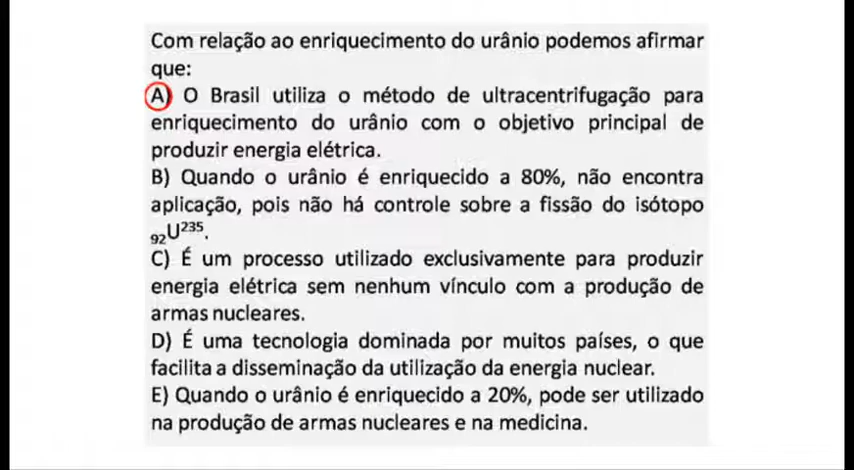 Com relação ao enriquecimento do urânio podemos afirmar
que:
A) O Brasil utiliza o método de ultracentrifugação para
enriquecimento do urânio com o objetivo principal de
produzir energia elétrica.
B) Quando o urânio é enriquecido a 80%, não encontra
aplicação, pois não há controle sobre a fissão do isótopo
₉₂U²³⁵.
C) É um processo utilizado exclusivamente para produzir
energia elétrica sem nenhum vínculo com a produção de
armas nucleares.
D) É uma tecnologia dominada por muitos países, o que
facilita a disseminação da utilização da energia nuclear.
E) Quando o urânio é enriquecido a 20%, pode ser utilizado
na produção de armas nucleares e na medicina.